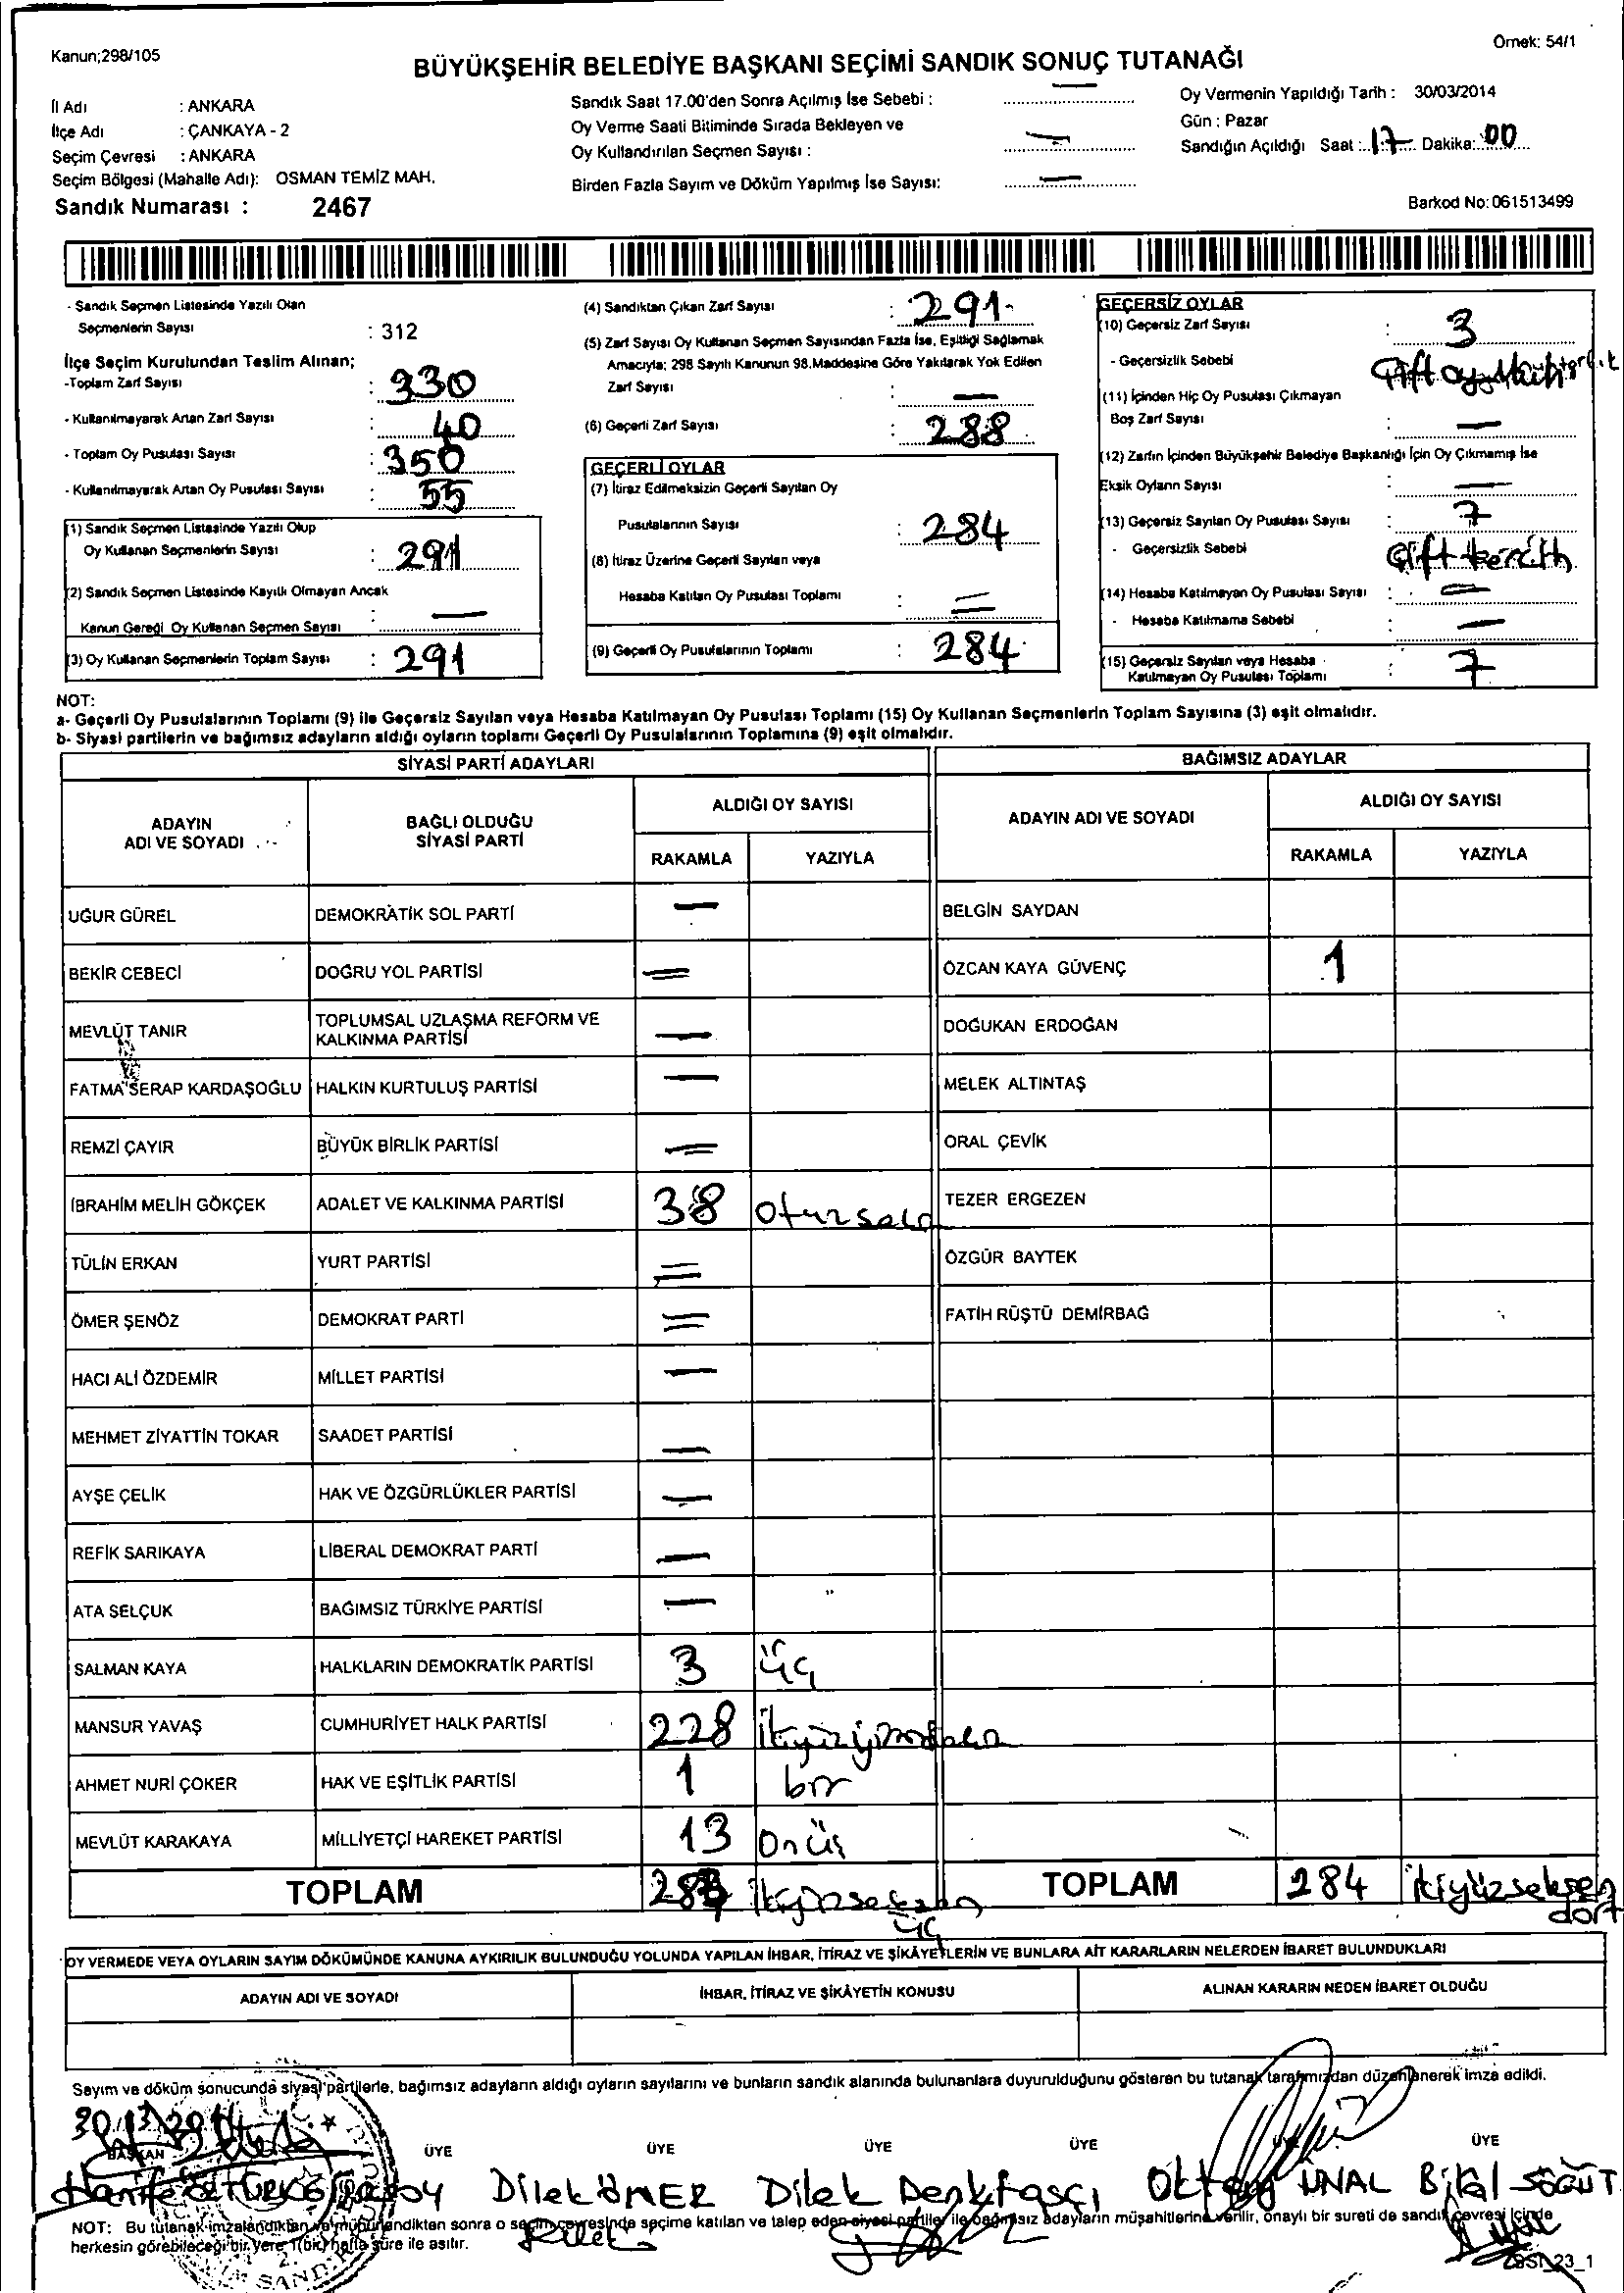 Kanun;298/105
Örnek: 54/1
BÜYÜKŞEHİR BELEDİYE BAŞKANI SEÇİMİ SANDIK SONUÇ TUTANAĞI
İl Adı : ANKARA
İlçe Adı : ÇANKAYA - 2
Seçim Çevresi : ANKARA
Seçim Bölgesi (Mahalle Adı): OSMAN TEMİZ MAH.
Sandık Numarası : 2467
Sandık Saat 17.00'den Sonra Açılmış İse Sebebi : —
Oy Verme Saati Bitiminde Sırada Bekleyen ve
Oy Kullandırılan Seçmen Sayısı : —
Birden Fazla Sayım ve Döküm Yapılmış İse Sayısı: —
Oy Vermenin Yapıldığı Tarih : 30/03/2014
Gün : Pazar
Sandığın Açıldığı Saat : 17 Dakika: 00
Barkod No: 061513499
- Sandık Seçmen Listesinde Yazılı Olan
Seçmenlerin Sayısı : 312
İlçe Seçim Kurulundan Teslim Alınan;
-Toplam Zarf Sayısı : 330
- Kullanılmayarak Artan Zarf Sayısı : 40
- Toplam Oy Pusulası Sayısı : 350
- Kullanılmayarak Artan Oy Pusulası Sayısı : 55
(1) Sandık Seçmen Listesinde Yazılı Olup
Oy Kullanan Seçmenlerin Sayısı : 291
(2) Sandık Seçmen Listesinde Kayıtlı Olmayan Ancak
Kanun Gereği Oy Kullanan Seçmen Sayısı : —
(3) Oy Kullanan Seçmenlerin Toplam Sayısı : 291
(4) Sandıktan Çıkan Zarf Sayısı : 291
(5) Zarf Sayısı Oy Kullanan Seçmen Sayısından Fazla İse, Eşitliği Sağlamak
Amacıyla; 298 Sayılı Kanunun 98.Maddesine Göre Yakılarak Yok Edilen
Zarf Sayısı : —
(6) Geçerli Zarf Sayısı : 288
GEÇERLİ OYLAR
(7) İtiraz Edilmeksizin Geçerli Sayılan Oy
Pusulalarının Sayısı : 284
(8) İtiraz Üzerine Geçerli Sayılan veya
Hesaba Katılan Oy Pusulası Toplamı : =
(9) Geçerli Oy Pusulalarının Toplamı : 284
GEÇERSİZ OYLAR
(10) Geçersiz Zarf Sayısı : 3
- Geçersizlik Sebebi Çift oy
(11) İçinden Hiç Oy Pusulası Çıkmayan
Boş Zarf Sayısı : —
(12) Zarfın İçinden Büyükşehir Belediye Başkanlığı İçin Oy Çıkmamış İse
Eksik Oyların Sayısı : —
(13) Geçersiz Sayılan Oy Pusulası Sayısı : 7
- Geçersizlik Sebebi Çift tercih
(14) Hesaba Katılmayan Oy Pusulası Sayısı : =
- Hesaba Katılmama Sebebi : —
(15) Geçersiz Sayılan veya Hesaba
Katılmayan Oy Pusulası Toplamı : 7
NOT:
a- Geçerli Oy Pusulalarının Toplamı (9) ile Geçersiz Sayılan veya Hesaba Katılmayan Oy Pusulası Toplamı (15) Oy Kullanan Seçmenlerin Toplam Sayısına (3) eşit olmalıdır.
b- Siyasi partilerin ve bağımsız adayların aldığı oyların toplamı Geçerli Oy Pusulalarının Toplamına (9) eşit olmalıdır.
SİYASİ PARTİ ADAYLARI
ADAYIN ADI VE SOYADI
BAĞLI OLDUĞU SİYASİ PARTİ
ALDIĞI OY SAYISI
RAKAMLA YAZIYLA
UĞUR GÜREL DEMOKRATİK SOL PARTİ —
BEKİR CEBECİ DOĞRU YOL PARTİSİ =
MEVLÜT TANIR TOPLUMSAL UZLAŞMA REFORM VE KALKINMA PARTİSİ —
FATMA SERAP KARDAŞOĞLU HALKIN KURTULUŞ PARTİSİ —
REMZİ ÇAYIR BÜYÜK BİRLİK PARTİSİ =
İBRAHİM MELİH GÖKÇEK ADALET VE KALKINMA PARTİSİ 38
TÜLİN ERKAN YURT PARTİSİ =
ÖMER ŞENÖZ DEMOKRAT PARTİ =
HACI ALİ ÖZDEMİR MİLLET PARTİSİ —
MEHMET ZİYATTİN TOKAR SAADET PARTİSİ —
AYŞE ÇELİK HAK VE ÖZGÜRLÜKLER PARTİSİ —
REFİK SARIKAYA LİBERAL DEMOKRAT PARTİ —
ATA SELÇUK BAĞIMSIZ TÜRKİYE PARTİSİ —
SALMAN KAYA HALKLARIN DEMOKRATİK PARTİSİ 3 üç
MANSUR YAVAŞ CUMHURİYET HALK PARTİSİ 228
AHMET NURİ ÇOKER HAK VE EŞİTLİK PARTİSİ 1 bir
MEVLÜT KARAKAYA MİLLİYETÇİ HAREKET PARTİSİ 13 Onüç
TOPLAM 283 ikiyüzseksen üç
BAĞIMSIZ ADAYLAR
ADAYIN ADI VE SOYADI
ALDIĞI OY SAYISI
RAKAMLA YAZIYLA
BELGİN SAYDAN
ÖZCAN KAYA GÜVENÇ 1
DOĞUKAN ERDOĞAN
MELEK ALTINTAŞ
ORAL ÇEVİK
TEZER ERGEZEN
ÖZGÜR BAYTEK
FATİH RÜŞTÜ DEMİRBAĞ
TOPLAM 284 ikiyüzseksen dört
OY VERMEDE VEYA OYLARIN SAYIM DÖKÜMÜNDE KANUNA AYKIRILIK BULUNDUĞU YOLUNDA YAPILAN İHBAR, İTİRAZ VE ŞİKÂYETLERİN VE BUNLARA AİT KARARLARIN NELERDEN İBARET BULUNDUKLARI
ADAYIN ADI VE SOYADI
İHBAR, İTİRAZ VE ŞİKÂYETİN KONUSU
ALINAN KARARIN NEDEN İBARET OLDUĞU
Sayım ve döküm sonucunda siyasi partilerle, bağımsız adayların aldığı oyların sayılarını ve bunların sandık alanında bulunanlara duyurulduğunu gösteren bu tutanak tarafımızdan düzenlenerek imza edildi.
BAŞKAN ÜYE ÜYE ÜYE ÜYE ÜYE
Hanife ÖZTÜRK Dilek ÖMER Dilek Denktaşçı Oktay ÜNAL Bilal SÖĞÜT
NOT: Bu tutanak imzalandıktan ve mühürlendikten sonra o seçim çevresinde seçime katılan ve talep eden siyasi partiler ile bağımsız adayların müşahitlerine verilir, onaylı bir sureti de sandık çevresi içinde
herkesin görebileceği bir yere 1(bir) hafta süre ile asılır.